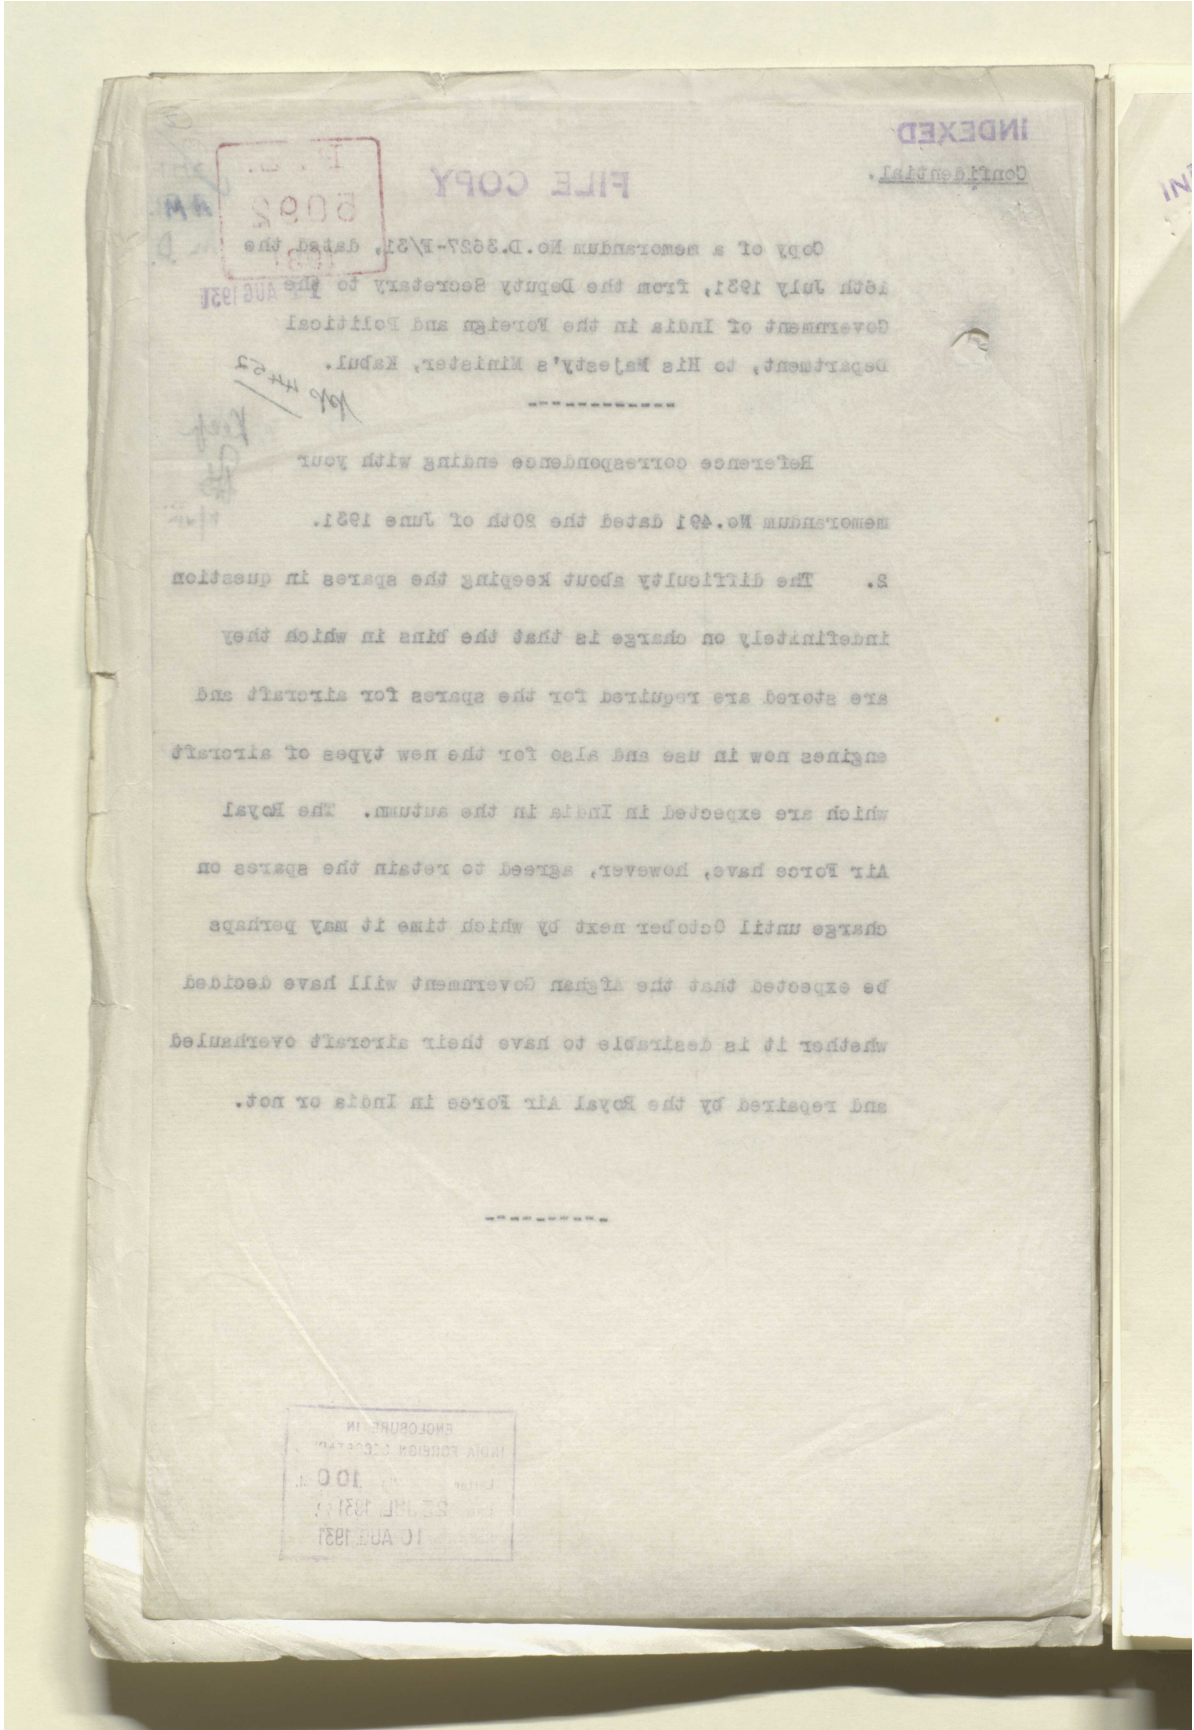 INDEXED
Confidential.
FILE COPY
P.Z.
5092
1931
AUG 1931
Copy of a memorandum No.D.3627-F/31, dated the
16th July 1931, from the Deputy Secretary to the
Government of India in the Foreign and Political
Department, to His Majesty's Minister, Kabul.
4452
Reference correspondence ending with your
memorandum No.491 dated the 20th of June 1931.
2. The difficulty about keeping the spares in question
indefinitely on charge is that the bins in which they
are stored are required for the spares for aircraft and
engines now in use and also for the new types of aircraft
which are expected in India in the autumn. The Royal
Air Force have, however, agreed to retain the spares on
charge until October next by which time it may perhaps
be expected that the Afghan Government will have decided
whether it is desirable to have their aircraft overhauled
and repaired by the Royal Air Force in India or not.
ENCLOSURE IN
INDIA FOREIGN SECRETARY'S
Letter 100
JUL. 1931
AUG. 1931